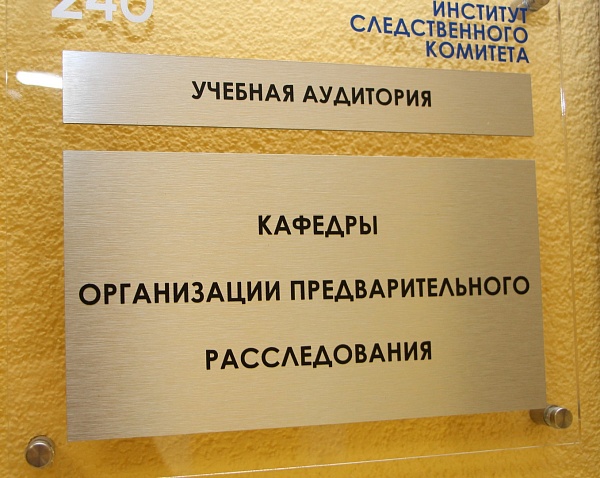 240
ИНСТИТУТ
СЛЕДСТВЕННОГО
КОМИТЕТА
УЧЕБНАЯ АУДИТОРИЯ
КАФЕДРЫ
ОРГАНИЗАЦИИ ПРЕДВАРИТЕЛЬНОГО
РАССЛЕДОВАНИЯ